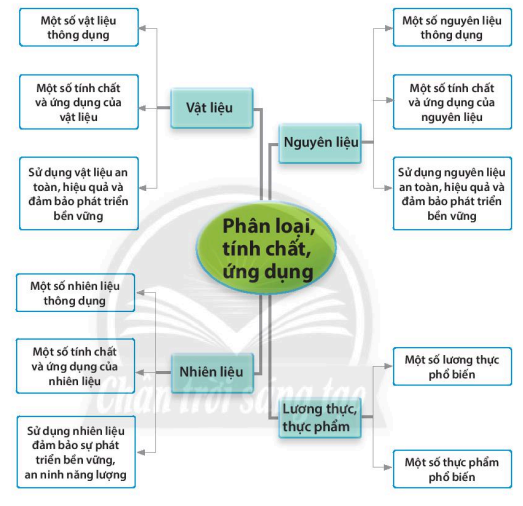 Một số vật liệu
thông dụng
Một số tính chất
và ứng dụng của
vật liệu
Sử dụng vật liệu an
toàn, hiệu quả và
đảm bảo phát triển
bền vững
Vật liệu
Một số nguyên liệu
thông dụng
Một số tính chất
và ứng dụng của
nguyên liệu
Sử dụng nguyên liệu
an toàn, hiệu quả và
đảm bảo phát triển
bền vững
Nguyên liệu
Phân loại,
tính chất,
ứng dụng
Một số nhiên liệu
thông dụng
Một số tính chất
và ứng dụng của
nhiên liệu
Sử dụng nhiên liệu
đảm bảo sự phát
triển bền vững,
an ninh năng lượng
Nhiên liệu
Lương thực,
thực phẩm
Một số lương thực
phổ biến
Một số thực phẩm
phổ biến
Chân trời sáng tạo